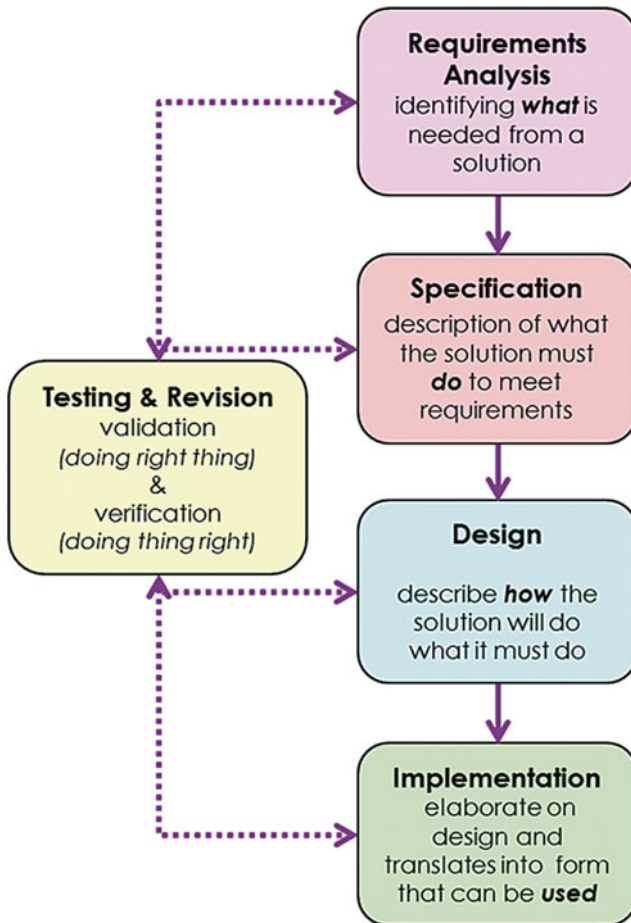 Requirements
Analysis
identifying what is
needed from a
solution
Specification
description of what
the solution must
do to meet
requirements
Testing & Revision
validation
(doing right thing)
&
verification
(doing thing right)
Design
describe how the
solution will do
what it must do
Implementation
elaborate on
design and
translates into form
that can be used